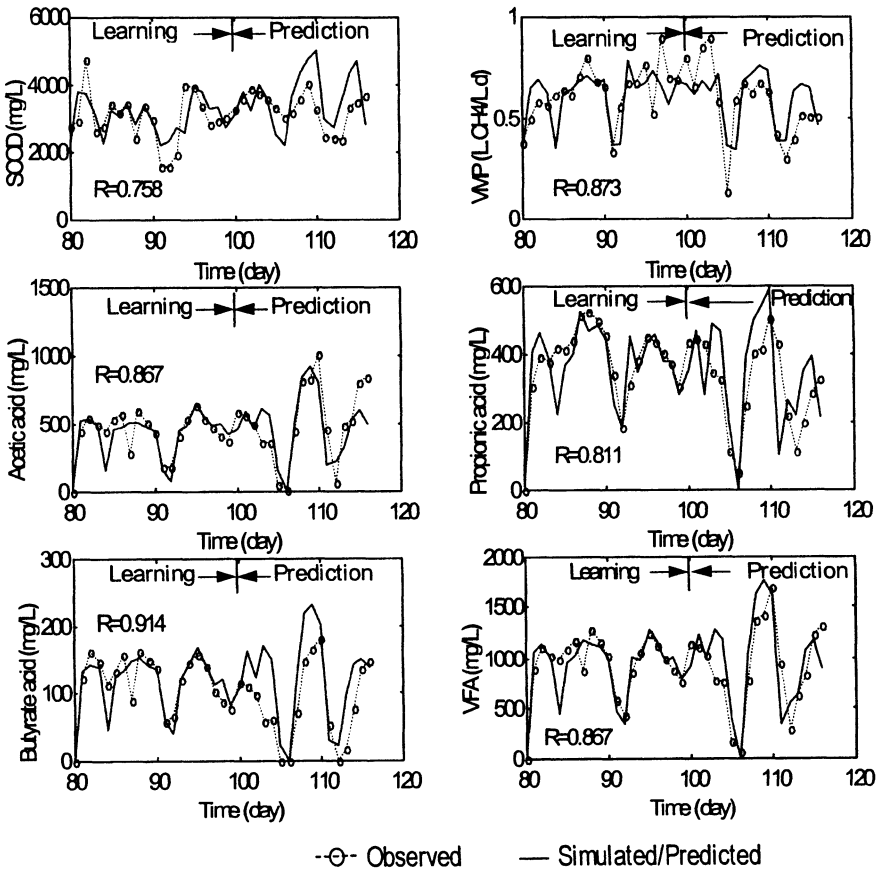 6000
4000
2000
0
SCOD (mg/L)
Learning
Prediction
R=0.758
80
90
100
110
120
Time (day)
1
0.5
0
VMP (L.CH4/L.d)
Learning
Prediction
R=0.873
80
90
100
110
120
Time (day)
1500
1000
500
0
Acetic acid (mg/L)
Learning
Prediction
R=0.867
80
90
100
110
120
Time (day)
600
400
200
0
Propionic acid (mg/L)
Learning
Prediction
R=0.811
80
90
100
110
120
Time (day)
300
200
100
0
Butyrate acid (mg/L)
Learning
Prediction
R=0.914
80
90
100
110
120
Time (day)
2000
1500
1000
500
0
VFA (mg/L)
Learning
Prediction
R=0.867
80
90
100
110
120
Time (day)
Observed
Simulated/Predicted